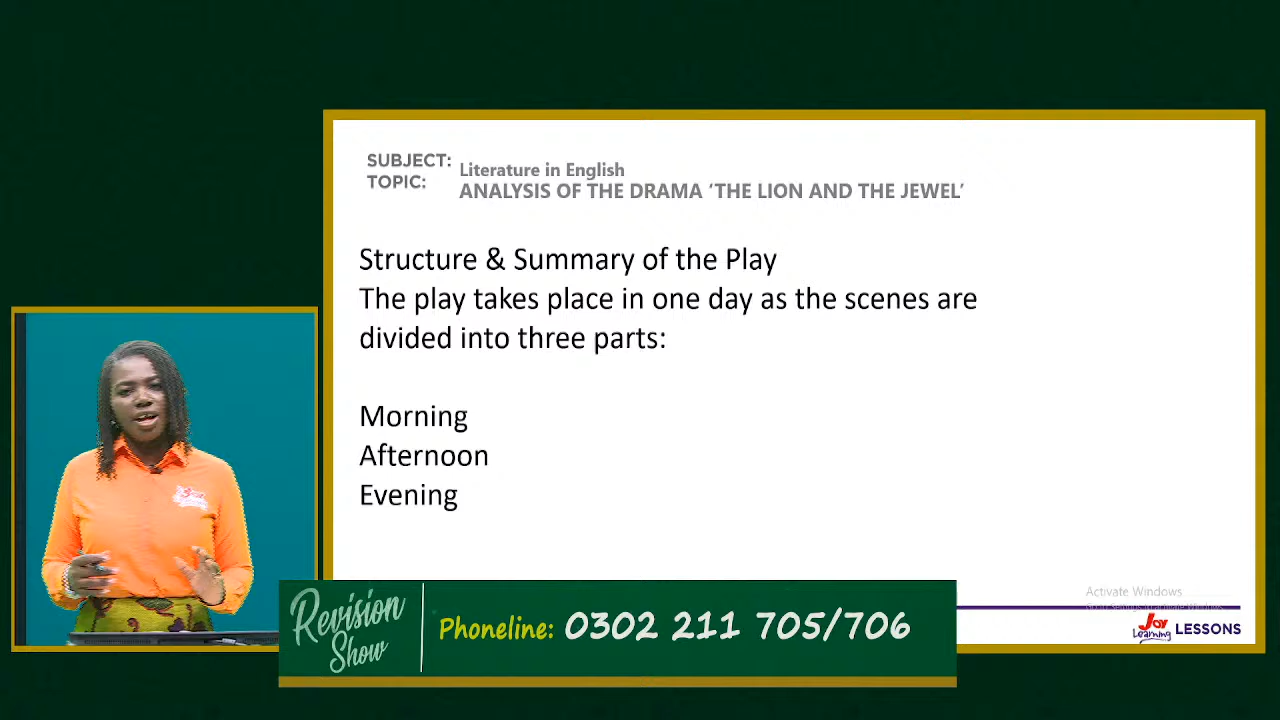 SUBJECT: Literature in English
TOPIC: ANALYSIS OF THE DRAMA ‘THE LION AND THE JEWEL’
Structure & Summary of the Play
The play takes place in one day as the scenes are
divided into three parts:
Morning
Afternoon
Evening
Activate Windows
Revision
Show
Phoneline: 0302 211 705/706
Joy
Learning LESSONS